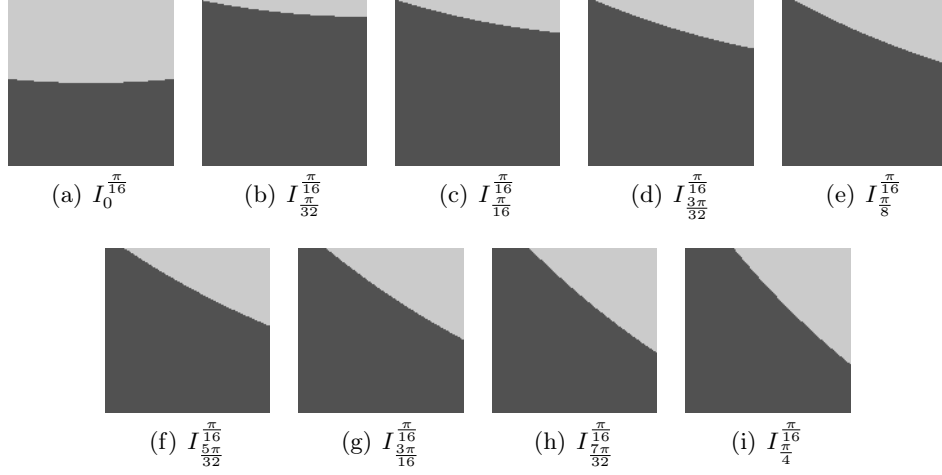 (a) $I_0^{\frac{\pi}{16}}$ (b) $I_{\frac{\pi}{32}}^{\frac{\pi}{16}}$ (c) $I_{\frac{\pi}{16}}^{\frac{\pi}{16}}$ (d) $I_{\frac{3\pi}{32}}^{\frac{\pi}{16}}$ (e) $I_{\frac{\pi}{8}}^{\frac{\pi}{16}}$
(f) $I_{\frac{5\pi}{32}}^{\frac{\pi}{16}}$ (g) $I_{\frac{3\pi}{16}}^{\frac{\pi}{16}}$ (h) $I_{\frac{7\pi}{32}}^{\frac{\pi}{16}}$ (i) $I_{\frac{\pi}{4}}^{\frac{\pi}{16}}$